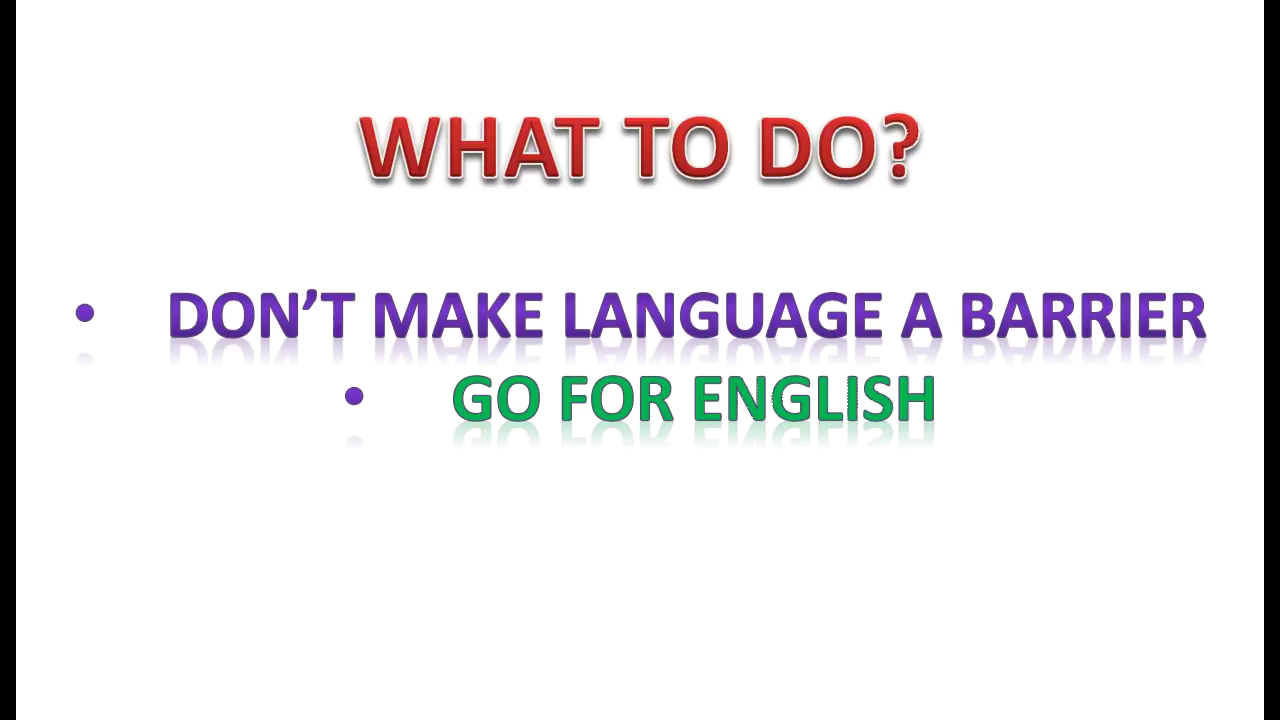 WHAT TO DO?
• DON’T MAKE LANGUAGE A BARRIER
• GO FOR ENGLISH